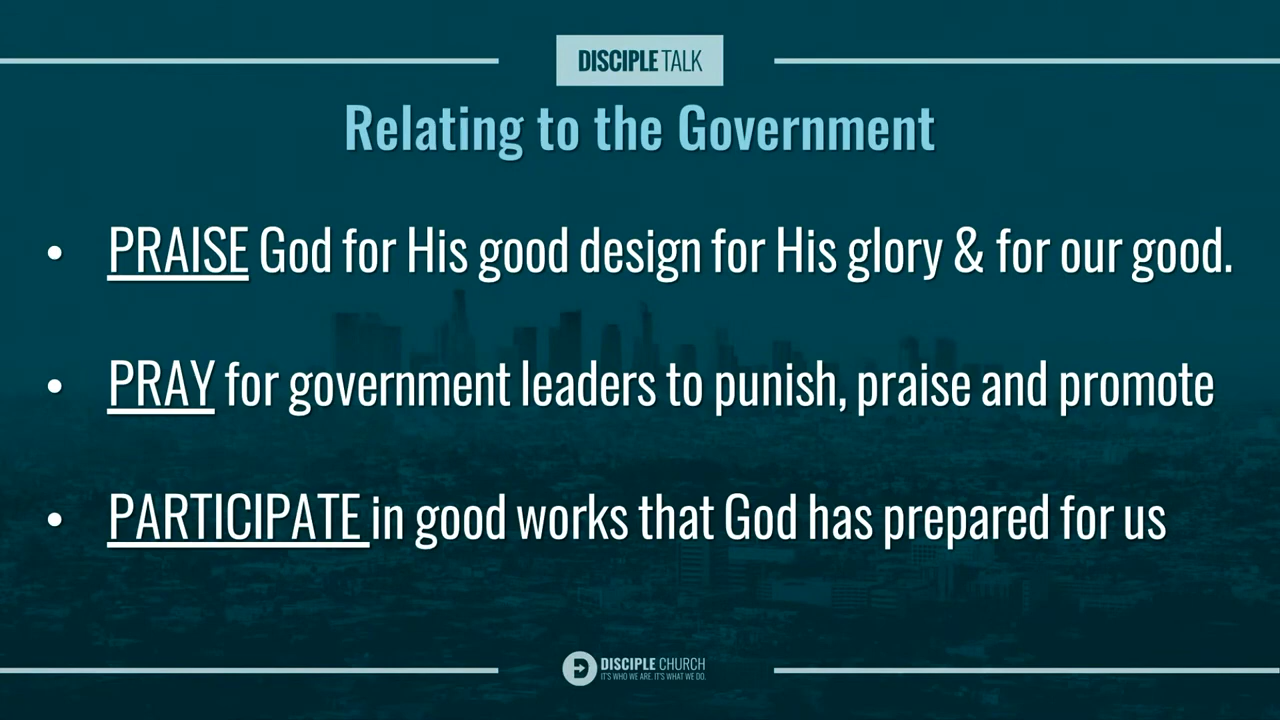 DISCIPLE TALK
Relating to the Government
• PRAISE God for His good design for His glory & for our good.
• PRAY for government leaders to punish, praise and promote
• PARTICIPATE in good works that God has prepared for us
DISCIPLE CHURCH
IT'S WHO WE ARE. IT'S WHAT WE DO.